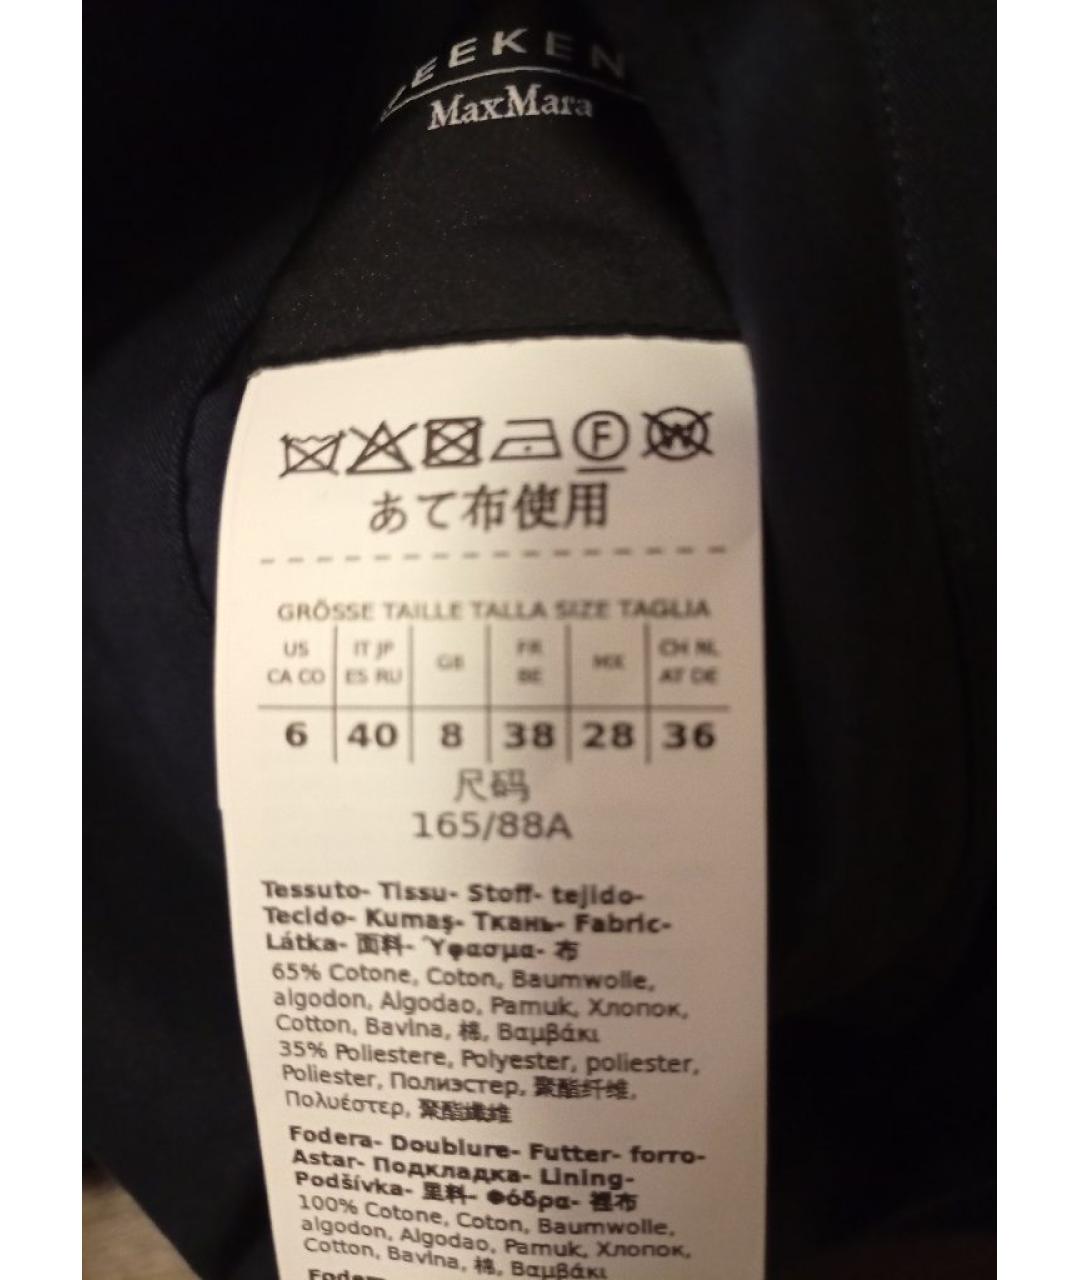 EEKEN
MaxMara
F W
あて布使用
GRÖSSE TAILLE TALLA SIZE TAGLIA
US IT JP GB FR MX CH NL
CA CO ES RU BE AT DE
6 40 8 38 28 36
尺码
165/88A
Tessuto- Tissu- Stoff- tejido-
Tecido- Kumaş- Ткань- Fabric-
Látka- 面料- Ύφασμα- 布
65% Cotone, Coton, Baumwolle,
algodon, Algodao, Pamuk, Хлопок,
Cotton, Bavlna, 棉, Βαμβάκι
35% Poliestere, Polyester, poliester,
Poliester, Полиэстер, 聚酯纤维,
Πολυέστερ, 聚酯纖維
Fodera- Doublure- Futter- forro-
Astar- Подкладка- Lining-
Podšívka- 里料- Φόδρα- 裡布
100% Cotone, Coton, Baumwolle,
algodon, Algodao, Pamuk, Хлопок,
Cotton, Bavlna, 棉, Βαμβάκι